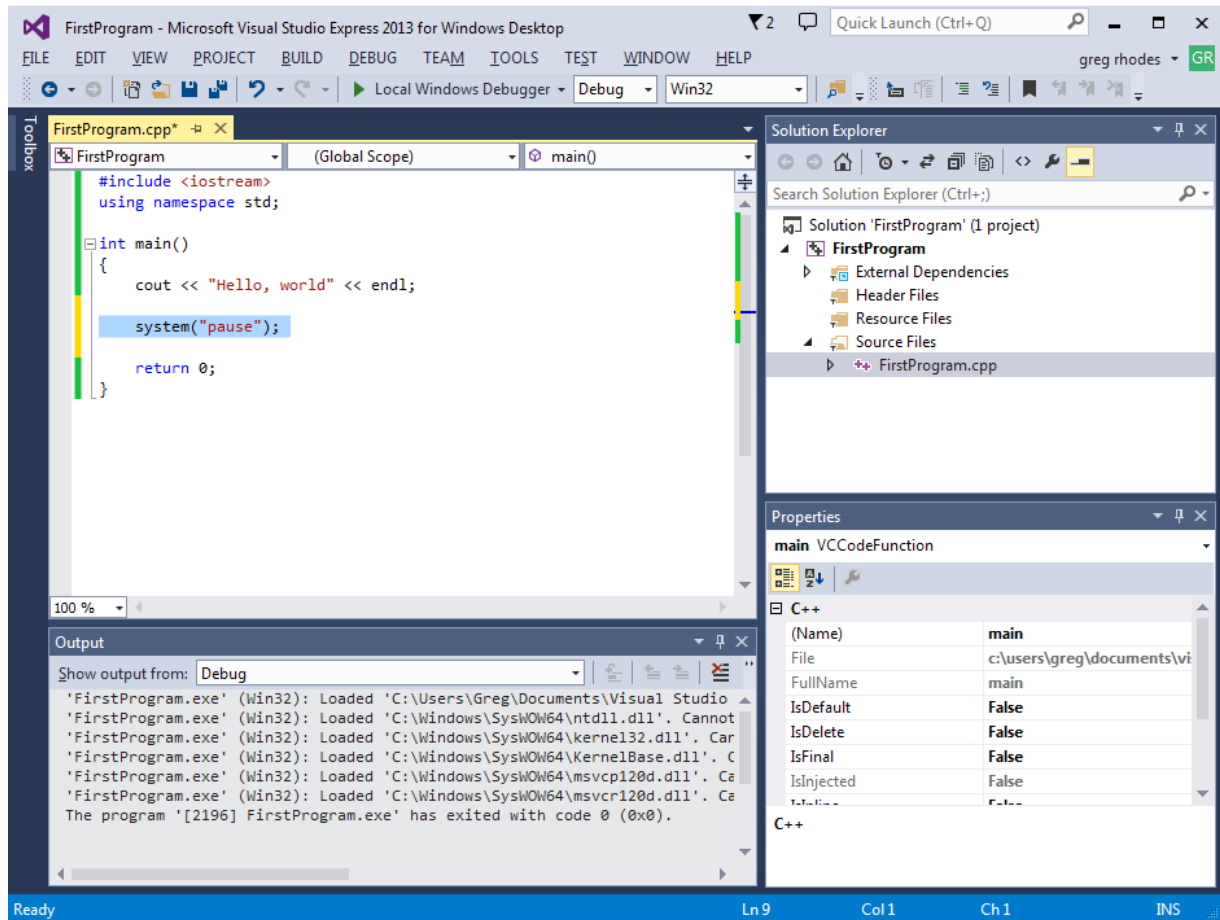 FirstProgram - Microsoft Visual Studio Express 2013 for Windows Desktop
2
Quick Launch (Ctrl+Q)
FILE EDIT VIEW PROJECT BUILD DEBUG TEAM TOOLS TEST WINDOW HELP
greg rhodes
GR
Local Windows Debugger
Debug
Win32
Toolbox
FirstProgram.cpp*
FirstProgram
(Global Scope)
main()
#include <iostream>
using namespace std;
int main()
{
cout << "Hello, world" << endl;
system("pause");
return 0;
}
100 %
Output
Show output from: Debug
'FirstProgram.exe' (Win32): Loaded 'C:\Users\Greg\Documents\Visual Studio
'FirstProgram.exe' (Win32): Loaded 'C:\Windows\SysWOW64\ntdll.dll'. Cannot
'FirstProgram.exe' (Win32): Loaded 'C:\Windows\SysWOW64\kernel32.dll'. Car
'FirstProgram.exe' (Win32): Loaded 'C:\Windows\SysWOW64\KernelBase.dll'. C
'FirstProgram.exe' (Win32): Loaded 'C:\Windows\SysWOW64\msvcp120d.dll'. Ca
'FirstProgram.exe' (Win32): Loaded 'C:\Windows\SysWOW64\msvcr120d.dll'. Ca
The program '[2196] FirstProgram.exe' has exited with code 0 (0x0).
Solution Explorer
Search Solution Explorer (Ctrl+;)
Solution 'FirstProgram' (1 project)
FirstProgram
External Dependencies
Header Files
Resource Files
Source Files
FirstProgram.cpp
Properties
main VCCodeFunction
C++
(Name) main
File c:\users\greg\documents\vi
FullName main
IsDefault False
IsDelete False
IsFinal False
IsInjected False
C++
Ready
Ln 9
Col 1
Ch 1
INS